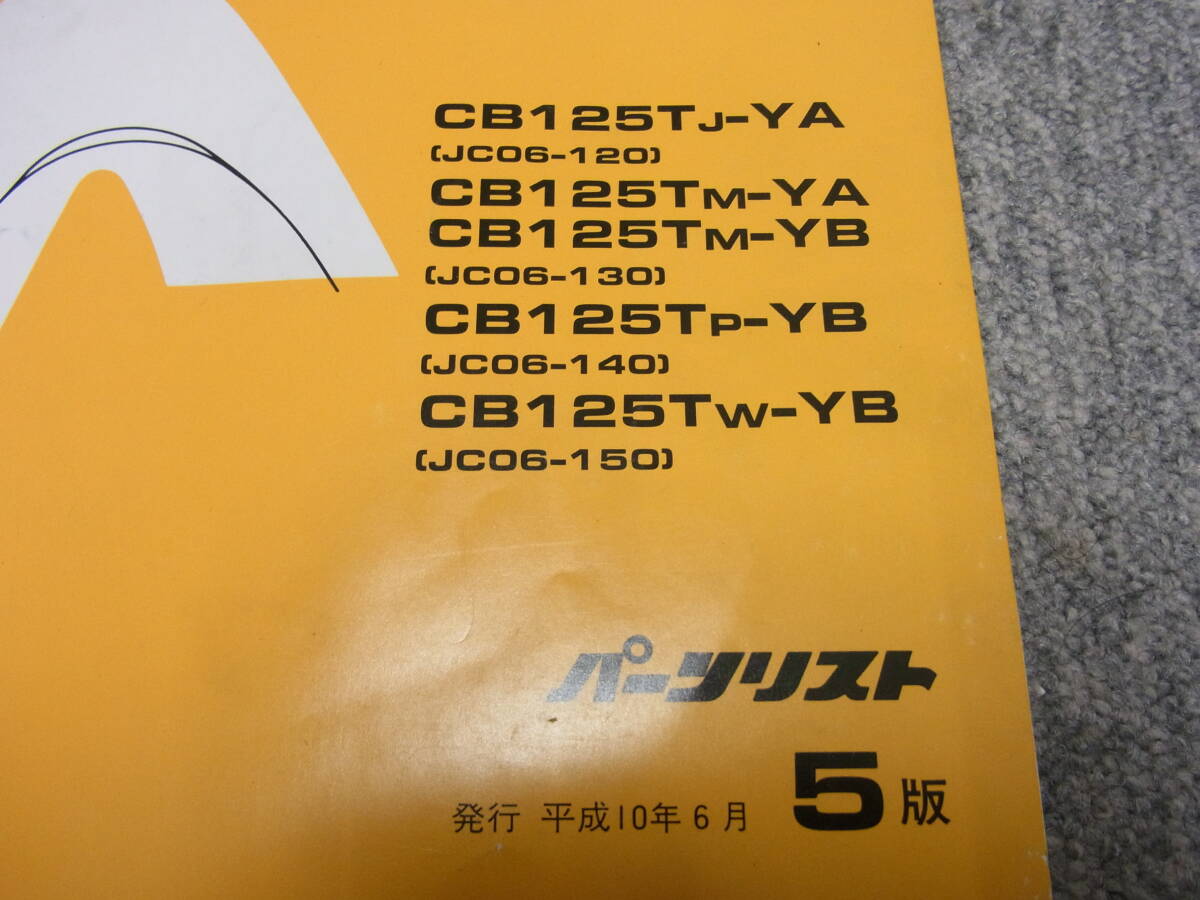 CB125TJ-YA
(JC06-120)
CB125TM-YA
CB125TM-YB
(JC06-130)
CB125TP-YB
(JC06-140)
CB125TW-YB
(JC06-150)
パーツリスト
発行 平成10年6月 5版